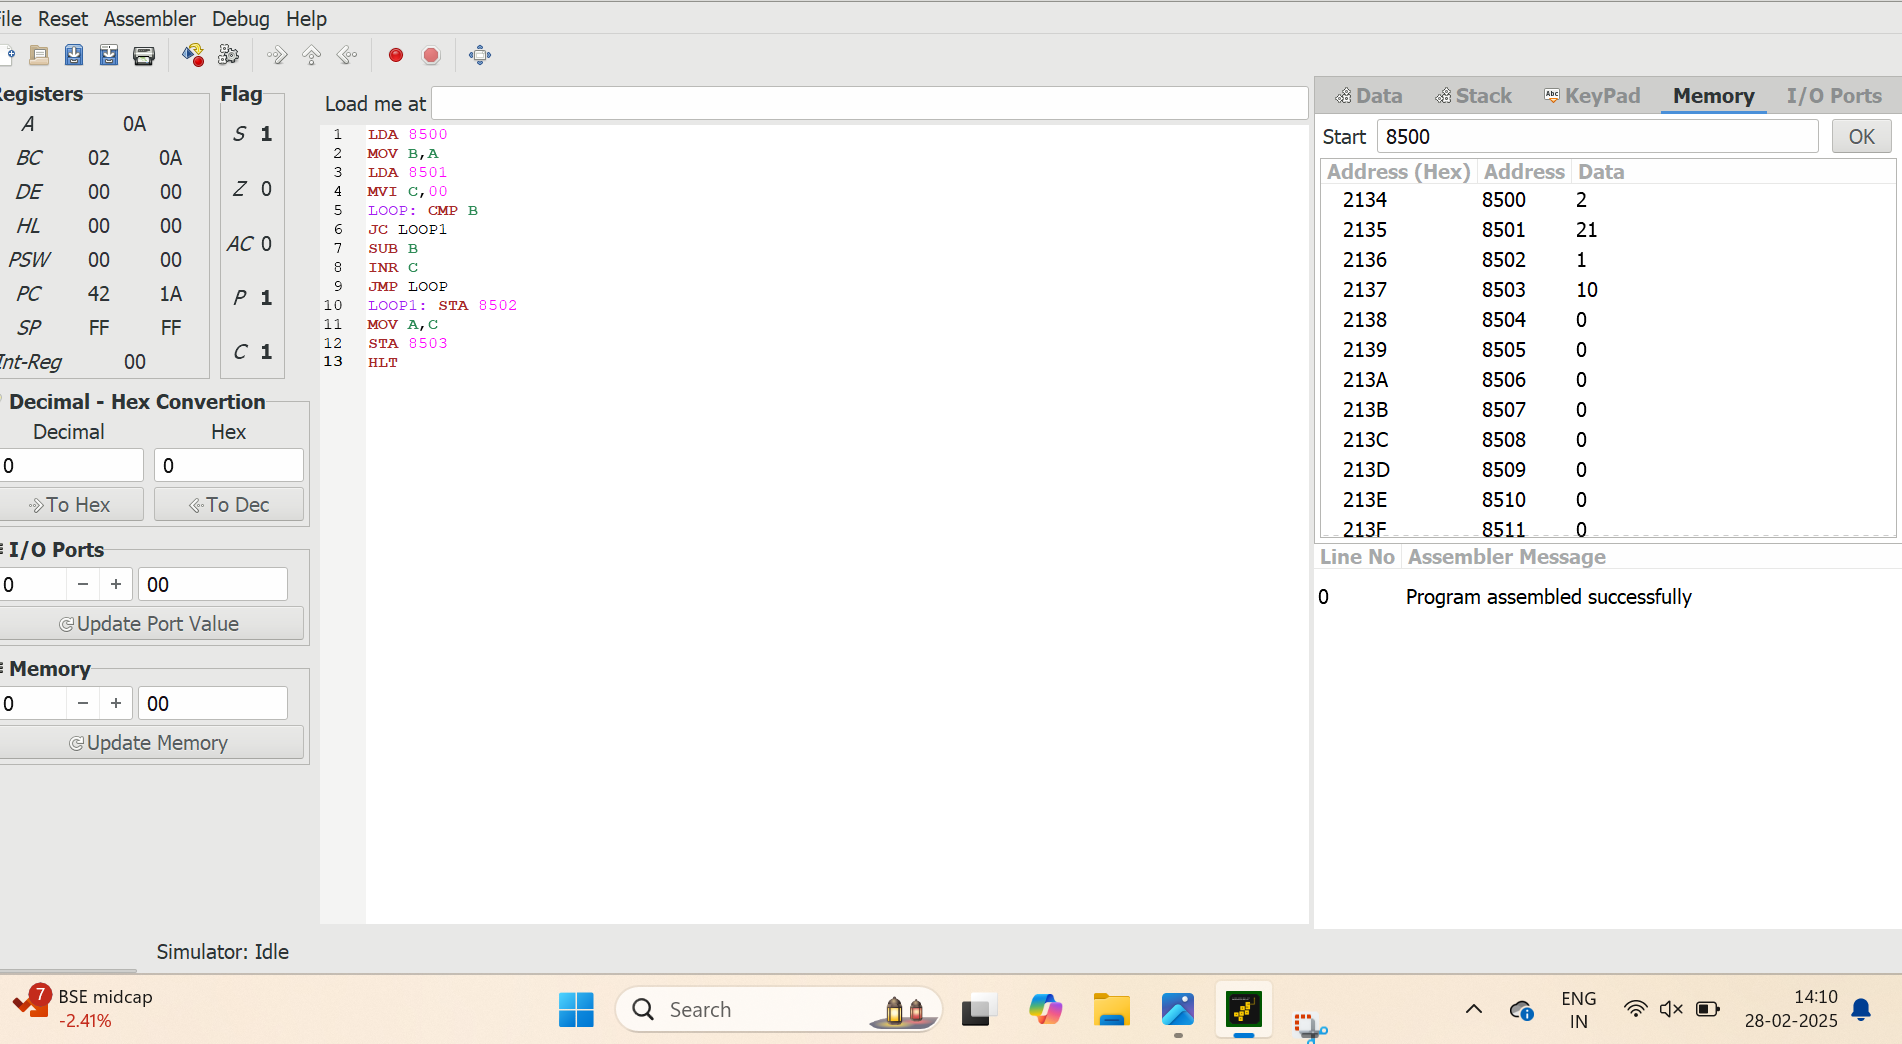 File Reset Assembler Debug Help
Registers
A 0A
BC 02 0A
DE 00 00
HL 00 00
PSW 00 00
PC 42 1A
SP FF FF
Int-Reg 00
Flag
S 1
Z 0
AC 0
P 1
C 1
Decimal - Hex Convertion
Decimal Hex
0 0
To Hex To Dec
I/O Ports
0 − + 00
Update Port Value
Memory
0 − + 00
Update Memory
Load me at
1 LDA 8500
2 MOV B,A
3 LDA 8501
4 MVI C,00
5 LOOP: CMP B
6 JC LOOP1
7 SUB B
8 INR C
9 JMP LOOP
10 LOOP1: STA 8502
11 MOV A,C
12 STA 8503
13 HLT
Data Stack Abc KeyPad Memory I/O Ports
Start 8500 OK
Address (Hex) Address Data
2134 8500 2
2135 8501 21
2136 8502 1
2137 8503 10
2138 8504 0
2139 8505 0
213A 8506 0
213B 8507 0
213C 8508 0
213D 8509 0
213E 8510 0
213F 8511 0
Line No Assembler Message
0 Program assembled successfully
Simulator: Idle
7 BSE midcap
-2.41%
Search
ENG
IN
14:10
28-02-2025